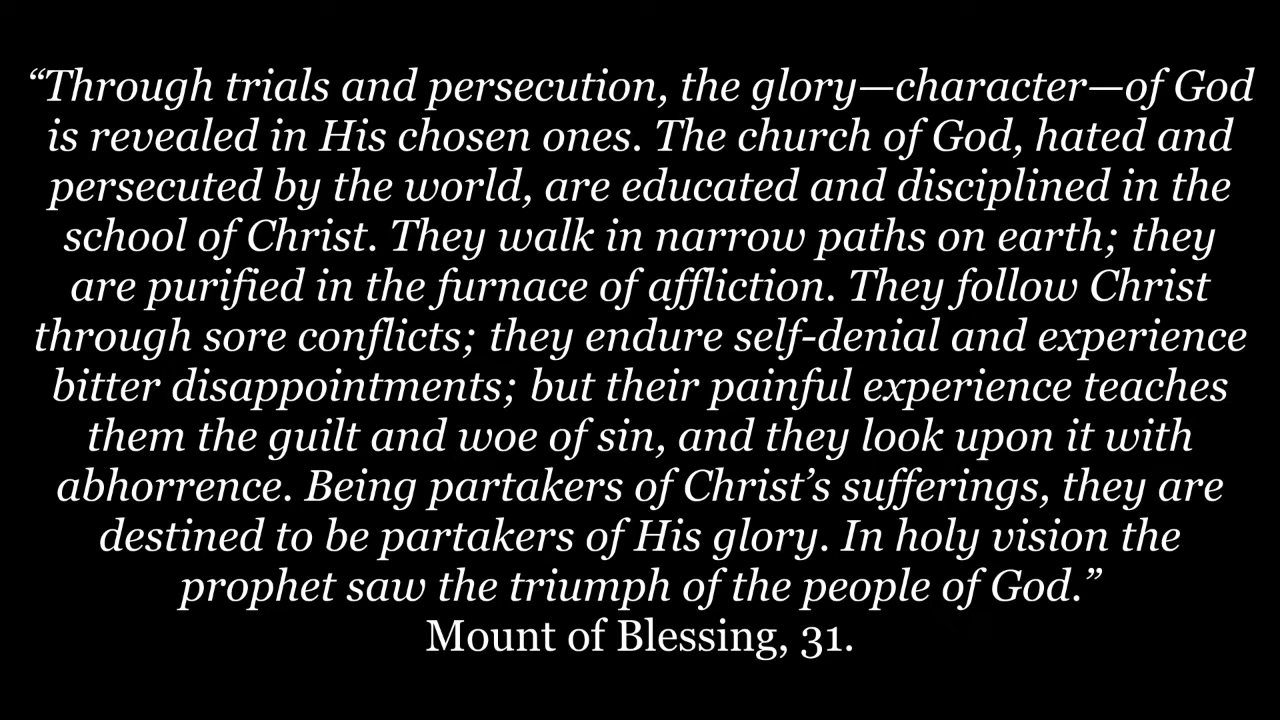 “Through trials and persecution, the glory—character—of God
is revealed in His chosen ones. The church of God, hated and
persecuted by the world, are educated and disciplined in the
school of Christ. They walk in narrow paths on earth; they
are purified in the furnace of affliction. They follow Christ
through sore conflicts; they endure self-denial and experience
bitter disappointments; but their painful experience teaches
them the guilt and woe of sin, and they look upon it with
abhorrence. Being partakers of Christ’s sufferings, they are
destined to be partakers of His glory. In holy vision the
prophet saw the triumph of the people of God.”
Mount of Blessing, 31.